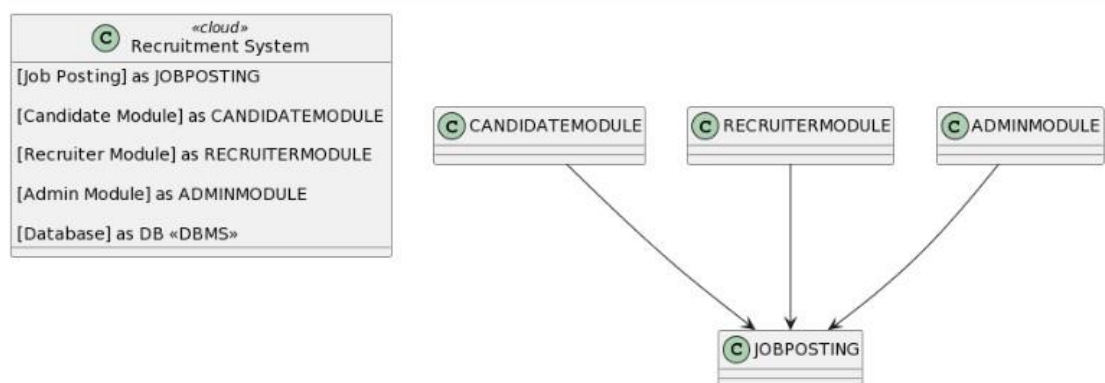 C «cloud»
Recruitment System
[Job Posting] as JOBPOSTING
[Candidate Module] as CANDIDATEMODULE
[Recruiter Module] as RECRUITERMODULE
[Admin Module] as ADMINMODULE
[Database] as DB «DBMS»
C CANDIDATEMODULE
C RECRUITERMODULE
C ADMINMODULE
C JOBPOSTING